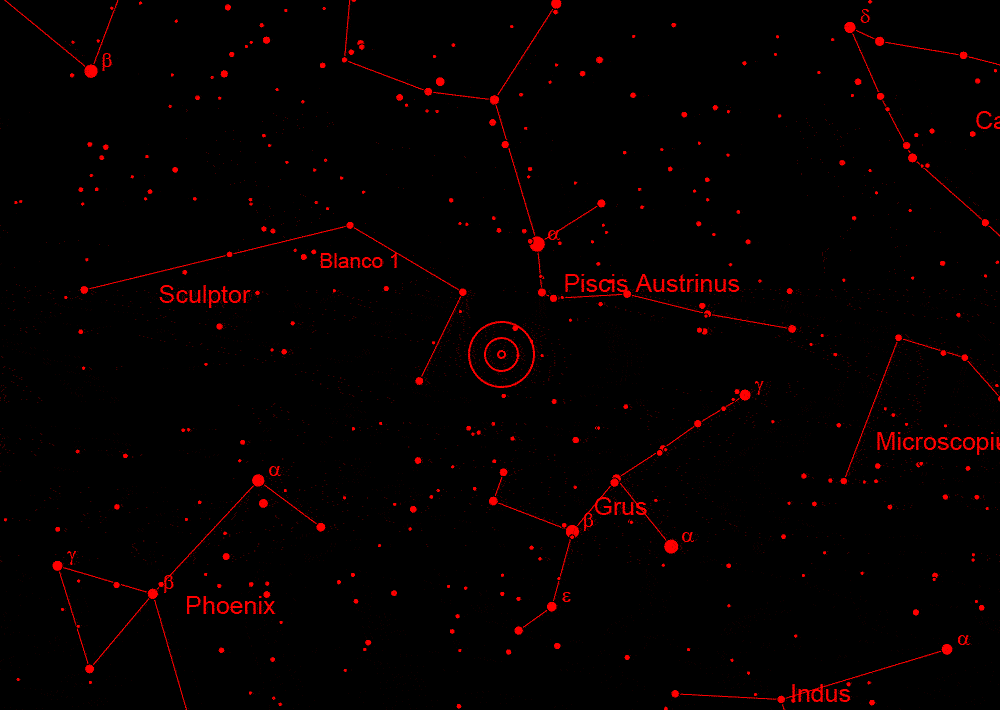 δ
β
Ca
α
Blanco 1
Piscis Austrinus
Sculptor
γ
Microscopiu
α
Grus
β
α
γ
β
ε
Phoenix
α
Indus